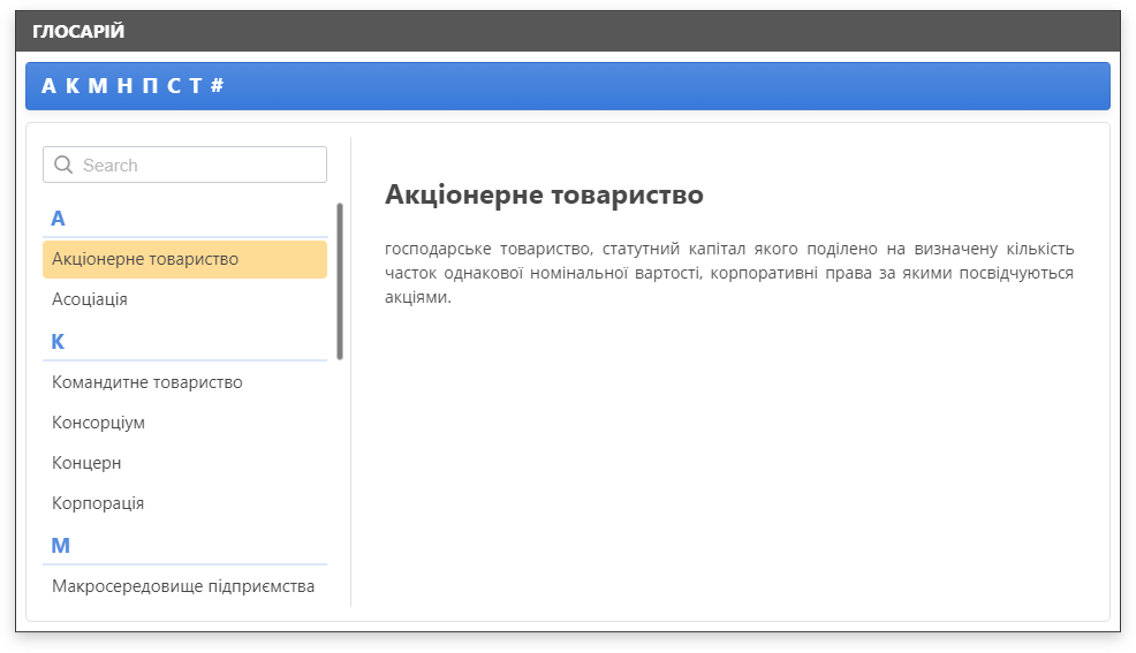 ГЛОСАРІЙ
А К М Н П С Т #
Search
А
Акціонерне товариство
Асоціація
К
Командитне товариство
Консорціум
Концерн
Корпорація
М
Макросередовище підприємства
Акціонерне товариство
господарське товариство, статутний капітал якого поділено на визначену кількість
часток однакової номінальної вартості, корпоративні права за якими посвідчуються
акціями.